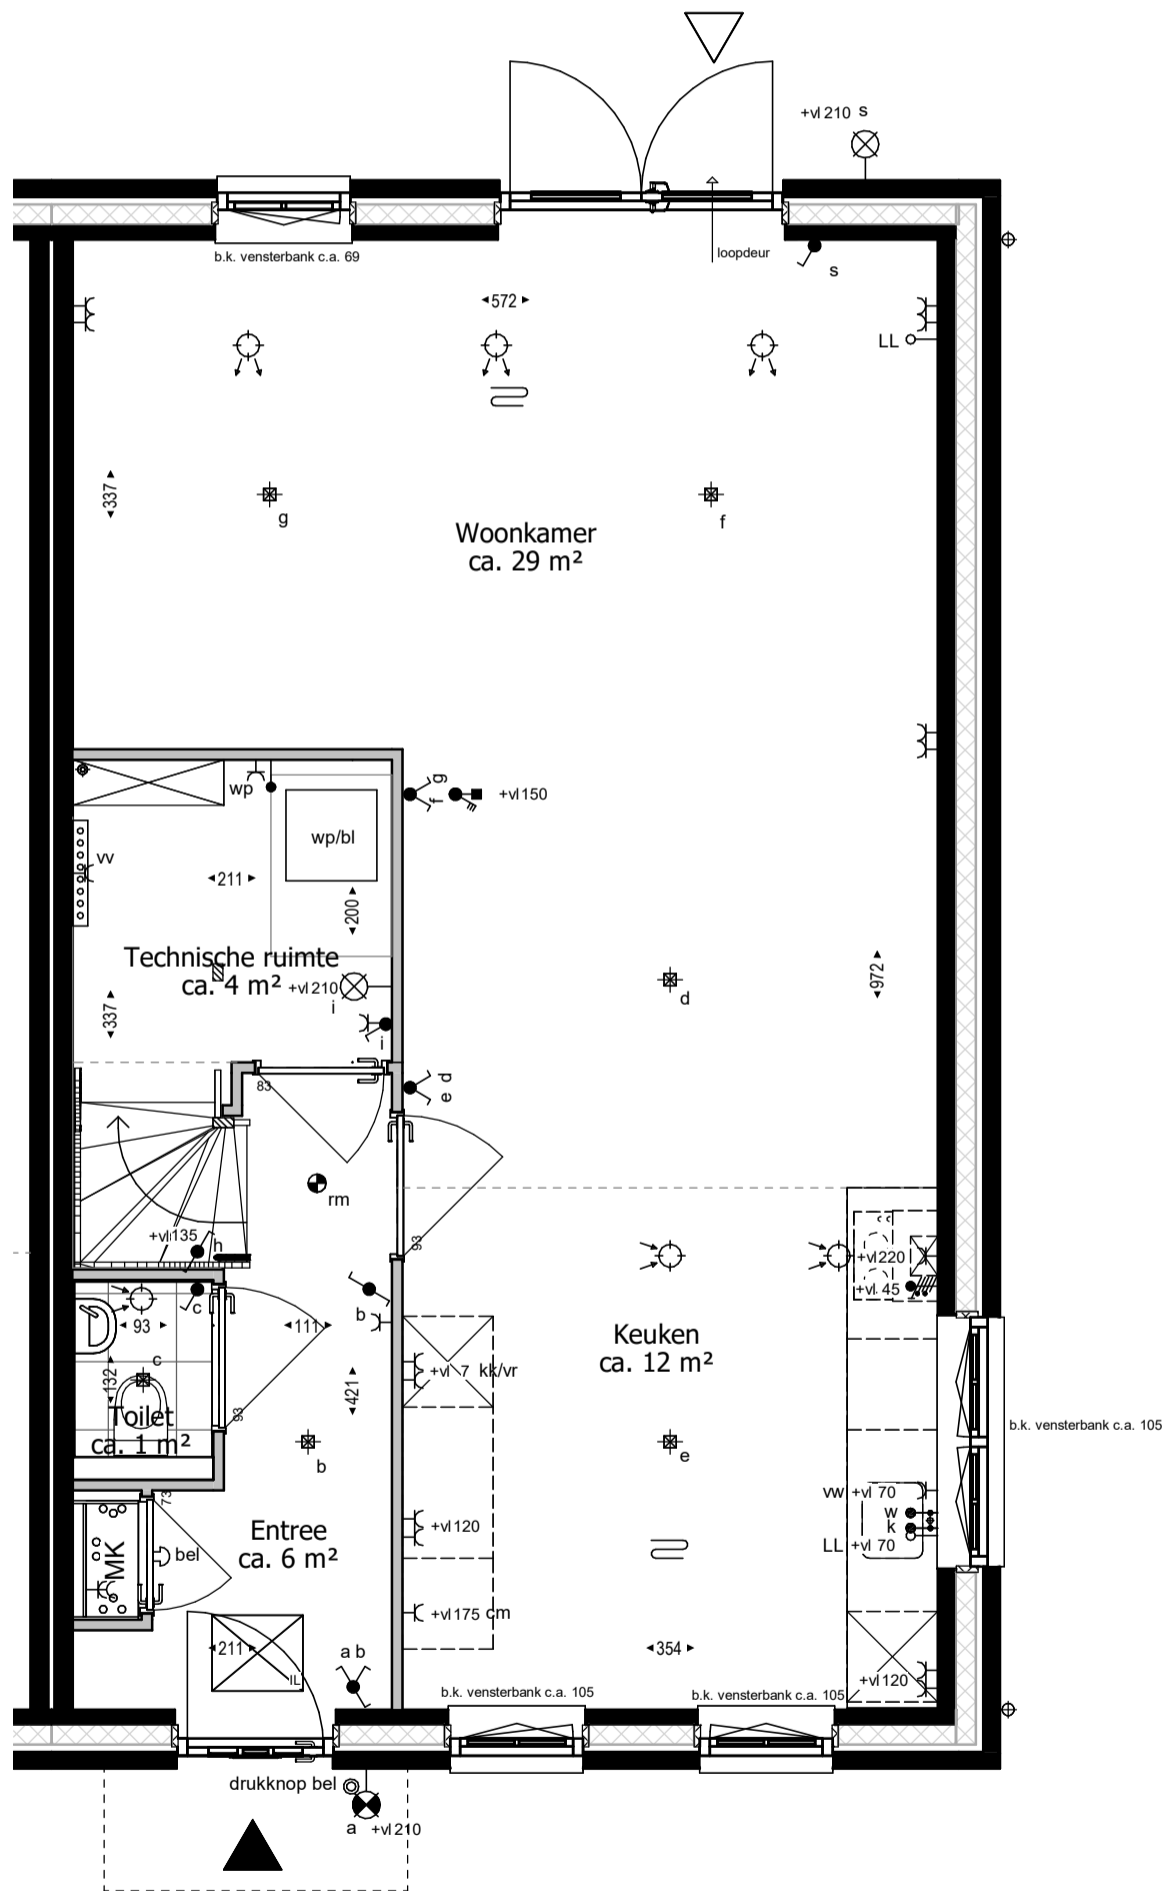 +vl 210 s
b.k. vensterbank c.a. 69
loopdeur
s
572
LL
337
g
f
Woonkamer
ca. 29 m²
wp
g
f
+vl 150
wp/bl
vv
211
200
Technische ruimte
ca. 4 m²
+vl 210
i
972
d
337
i
83
e d
rm
93
+vl 135
h
+vl 220
+vl 45
c
b
93
111
Keuken
ca. 12 m²
c
132
421
+vl 7 kk/vr
Toilet
ca. 1 m²
93
b.k. vensterbank c.a. 105
b
e
73
vw +vl 70
w
k
LL +vl 70
Entree
ca. 6 m²
+vl 120
bel
MK
+vl 175 cm
211
IL
a b
354
+vl 120
b.k. vensterbank c.a. 105
b.k. vensterbank c.a. 105
drukknop bel
a +vl 210